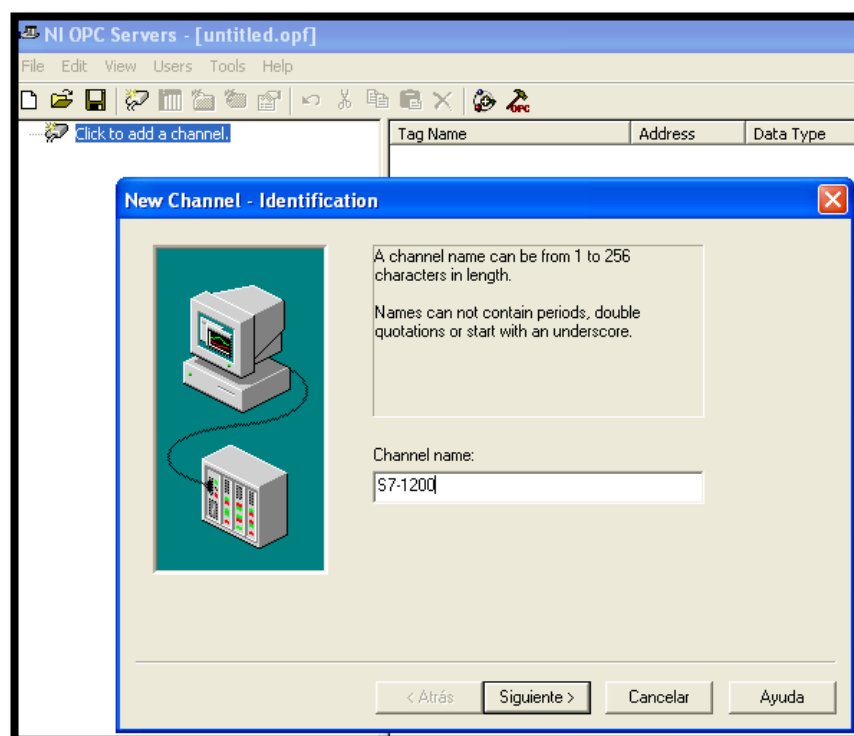 NI OPC Servers - [untitled.opf]
File Edit View Users Tools Help
OPC
Click to add a channel.
Tag Name Address Data Type
New Channel - Identification
A channel name can be from 1 to 256
characters in length.
Names can not contain periods, double
quotations or start with an underscore.
Channel name:
S7-1200
< Atrás Siguiente > Cancelar Ayuda